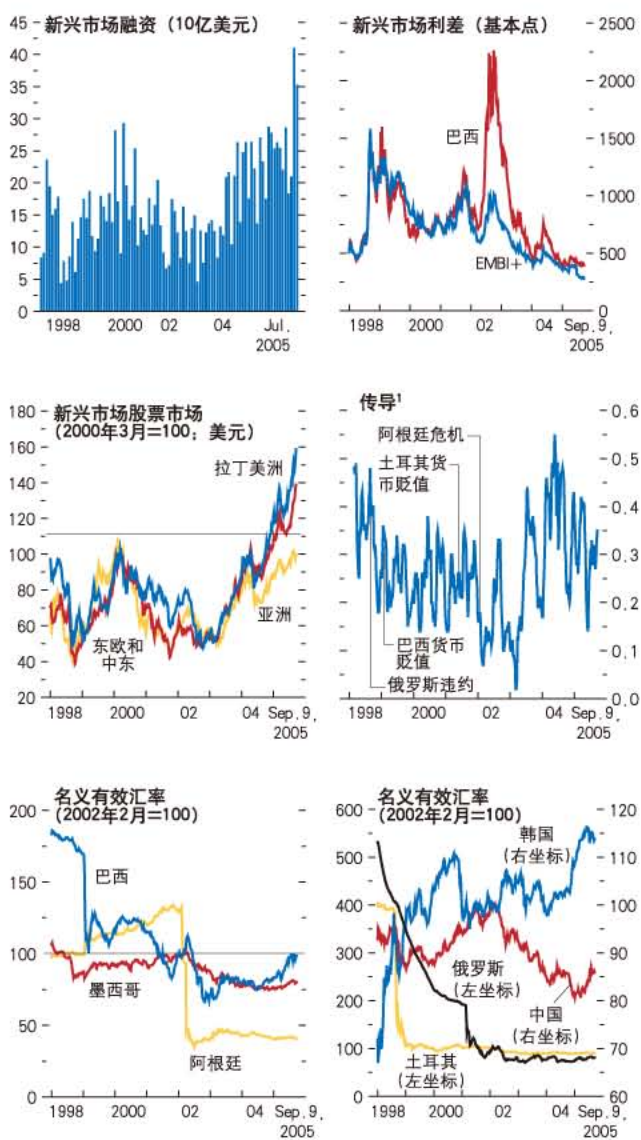 新兴市场融资（10亿美元）
45
40
35
30
25
20
15
10
5
0
1998
2000
02
04
Jul.
2005
新兴市场利差（基本点）
2500
2000
1500
1000
500
0
巴西
EMBI+
1998
2000
02
04
Sep.9,
2005
新兴市场股票市场
(2000年3月=100；美元)
180
160
140
120
100
80
60
40
20
拉丁美洲
亚洲
东欧和
中东
1998
2000
02
04
Sep.9,
2005
传导1
0.6
0.5
0.4
0.3
0.2
0.1
0.0
阿根廷危机
土耳其货
币贬值
巴西货币
贬值
俄罗斯违约
1998
2000
02
04
Sep.9,
2005
名义有效汇率
(2002年2月=100)
200
150
125
100
75
50
25
0
巴西
墨西哥
阿根廷
1998
2000
02
04
Sep.9,
2005
名义有效汇率
(2002年2月=100)
600
500
400
300
200
100
0
120
115
110
100
90
85
80
70
60
韩国
(右坐标)
俄罗斯
(左坐标)
中国
(右坐标)
土耳其
(左坐标)
1998
2000
02
04
Sep.9,
2005